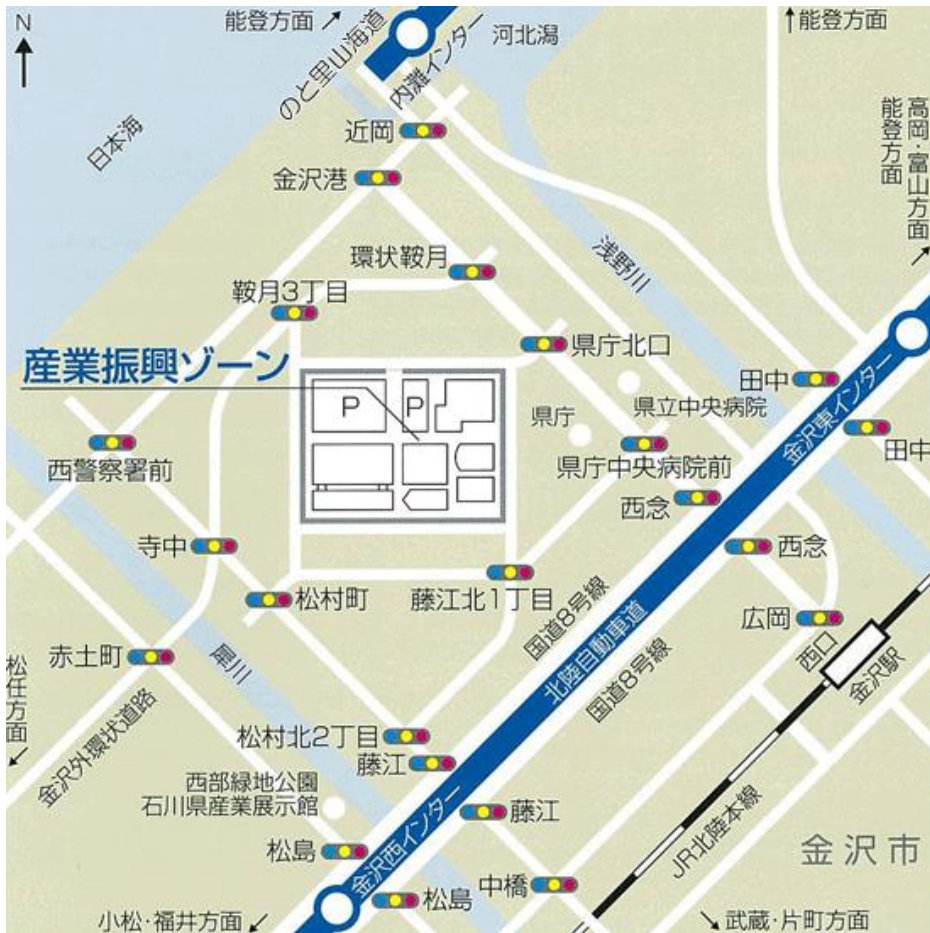 N
能登方面
のと里山海道
内灘インター
河北潟
能登方面
高岡・富山方面
能登方面
日本海
近岡
金沢港
浅野川
環状鞍月
鞍月3丁目
県庁北口
産業振興ゾーン
P
P
県庁
県立中央病院
田中
金沢東インター
田中
西警察署前
県庁中央病院前
西念
西念
寺中
松村町
藤江北1丁目
国道8号線
北陸自動車道
国道8号線
広岡
西口
金沢駅
赤土町
犀川
松任方面
金沢外環状道路
松村北2丁目
藤江
西部緑地公園
石川県産業展示館
藤江
JR北陸本線
金沢市
松島
金沢西インター
松島
中橋
小松・福井方面
武蔵・片町方面